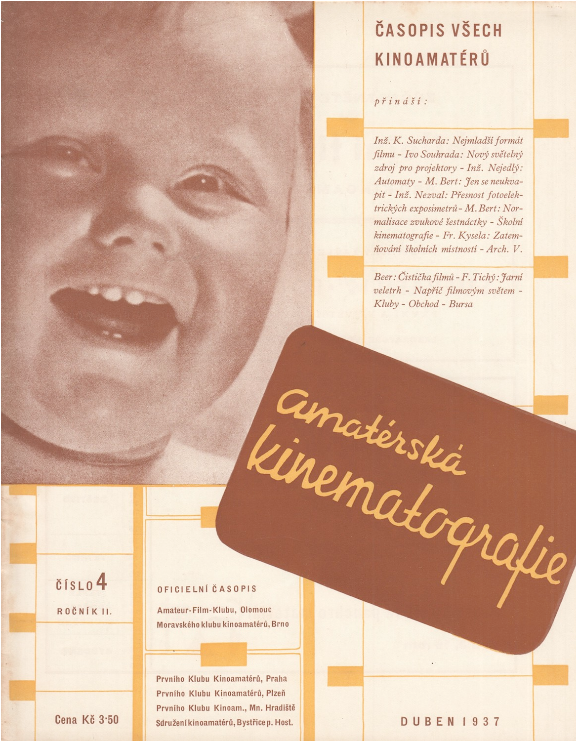 ČASOPIS VŠECH
KINOAMATÉRŮ
přináší:
Inž. K. Sucharda: Nejmladší formát
filmu - Ivo Souhrada: Nový světelný
zdroj pro projektory - Inž. Nejedlý:
Automaty - M. Bert: Jen se neukva-
pit - Inž. Nezval: Přesnost fotoelek-
trických exposimetrů - M. Bert: Nor-
malisace zvukové šestnáctky - Školní
kinematografie - Fr. Kysela: Zatem-
ňování školních místností - Arch. V.
Beer: Čistička filmů - F. Tichý: Jarní
veletrh - Napříč filmovým světem -
Kluby - Obchod - Bursa
amatérská
kinematografie
ČÍSLO 4
ROČNÍK II.
OFICIELNÍ ČASOPIS
Amateur-Film-Klubu, Olomouc
Moravského klubu kinoamatérů, Brno
Prvního Klubu Kinoamatérů, Praha
Prvního Klubu Kinoamatérů, Plzeň
Prvního Klubu Kinoam., Mn. Hradiště
Sdružení kinoamatérů, Bystřice p. Host.
Cena Kč 3·50
DUBEN 1937